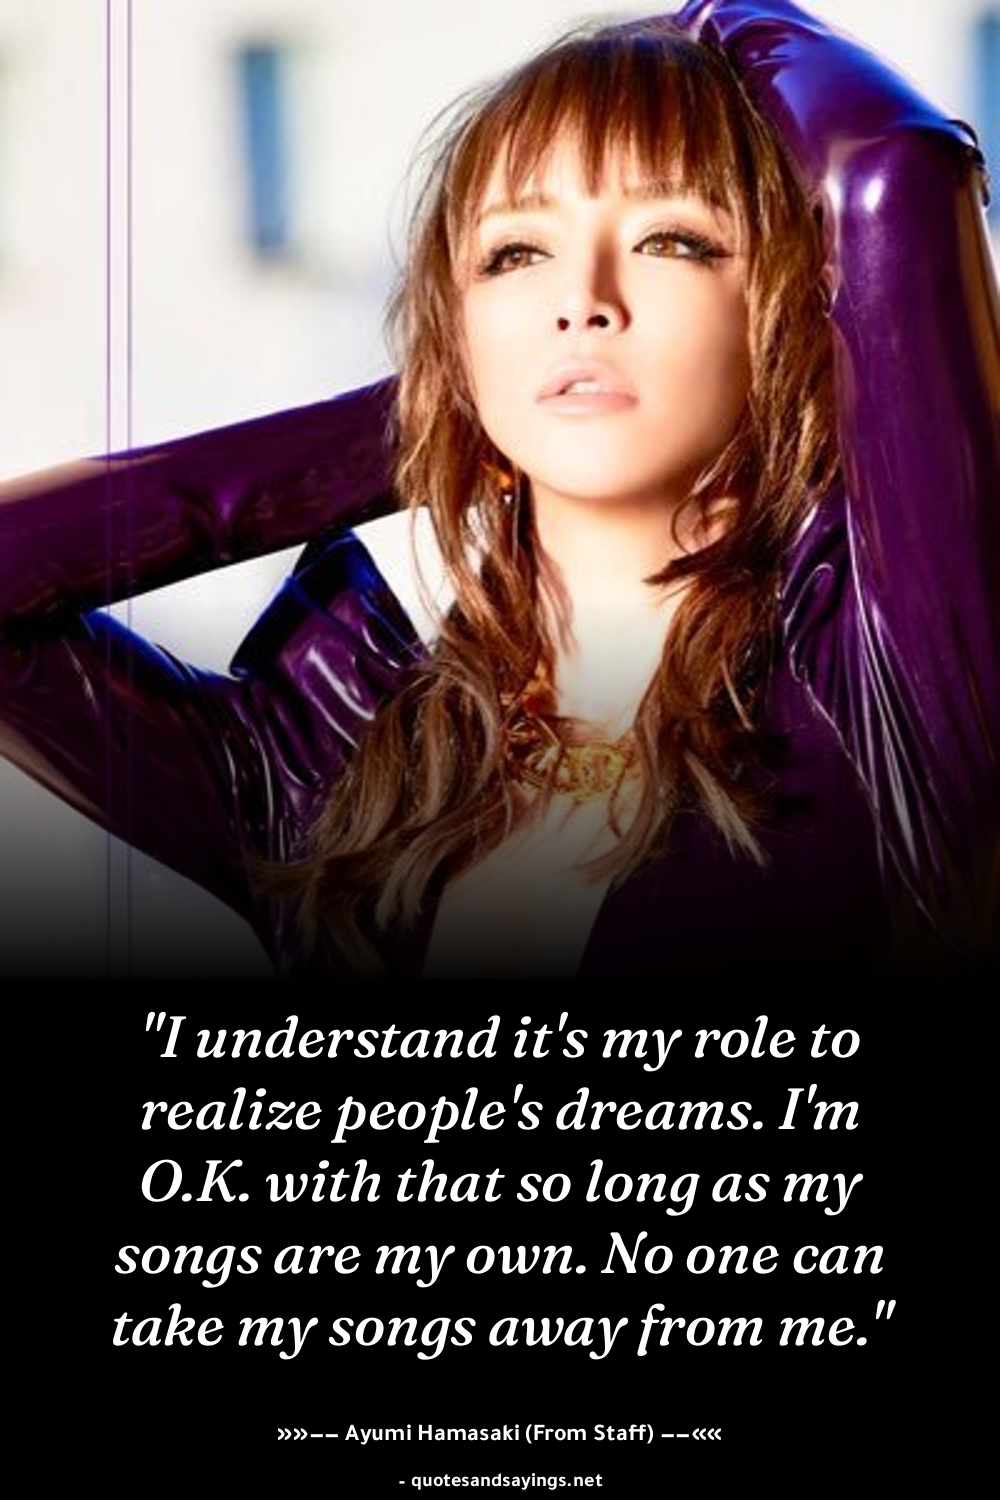 "I understand it's my role to
realize people's dreams. I'm
O.K. with that so long as my
songs are my own. No one can
take my songs away from me."
»»–– Ayumi Hamasaki (From Staff) ––««
- quotesandsayings.net